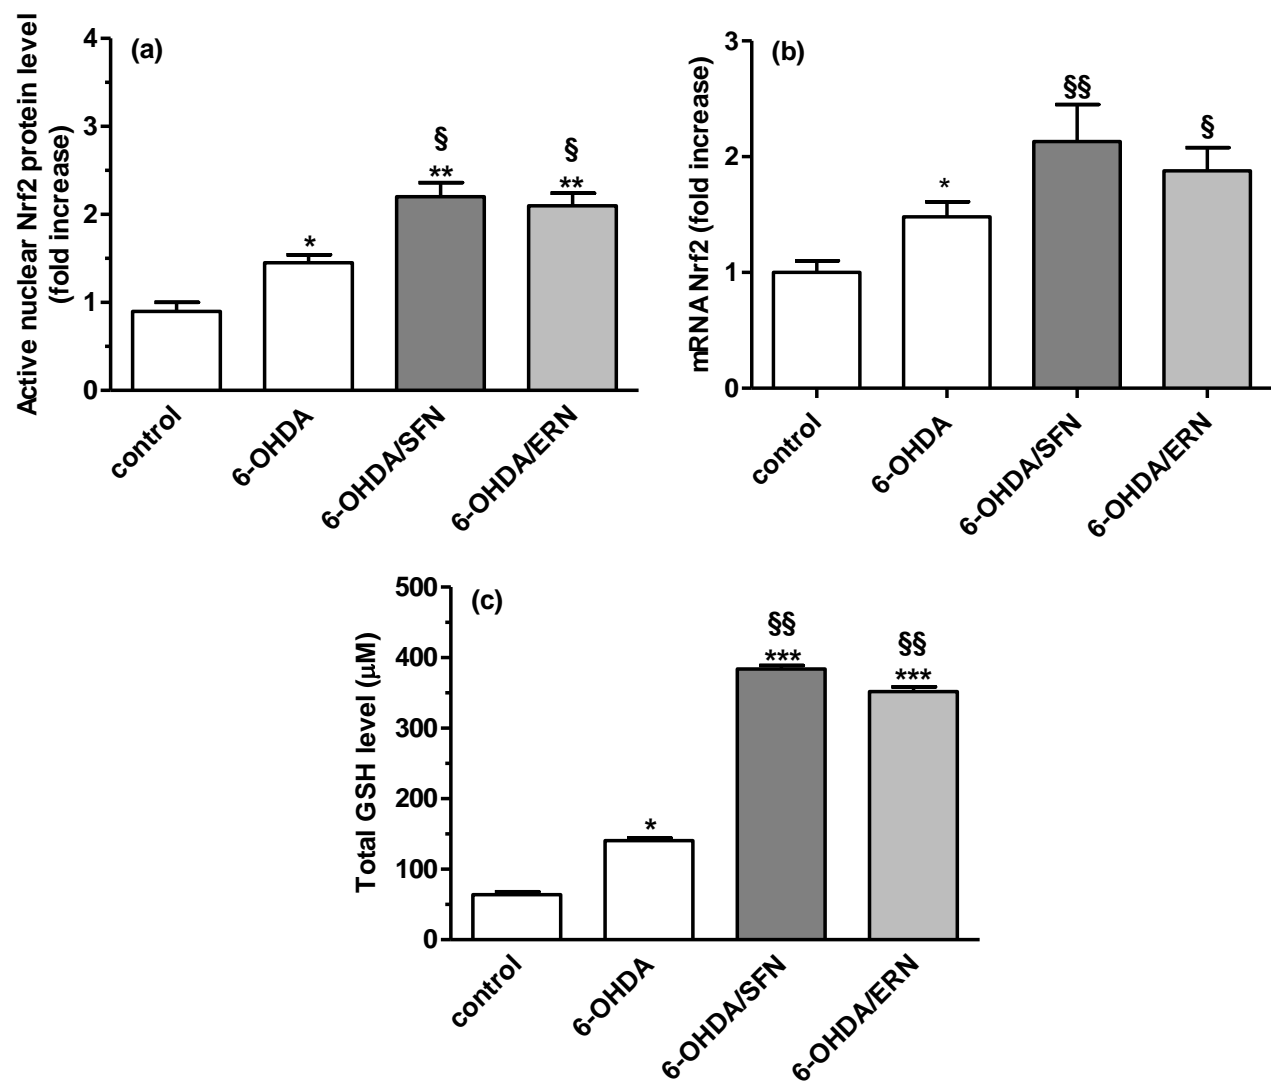 (a)
Active nuclear Nrf2 protein level
(fold increase)
4
3
2
1
0
*
§
**
§
**
control
6-OHDA
6-OHDA/SFN
6-OHDA/ERN
(b)
mRNA Nrf2 (fold increase)
3
2
1
0
*
§§
§
control
6-OHDA
6-OHDA/SFN
6-OHDA/ERN
(c)
Total GSH level (µM)
500
400
300
200
100
0
*
§§
***
§§
***
control
6-OHDA
6-OHDA/SFN
6-OHDA/ERN